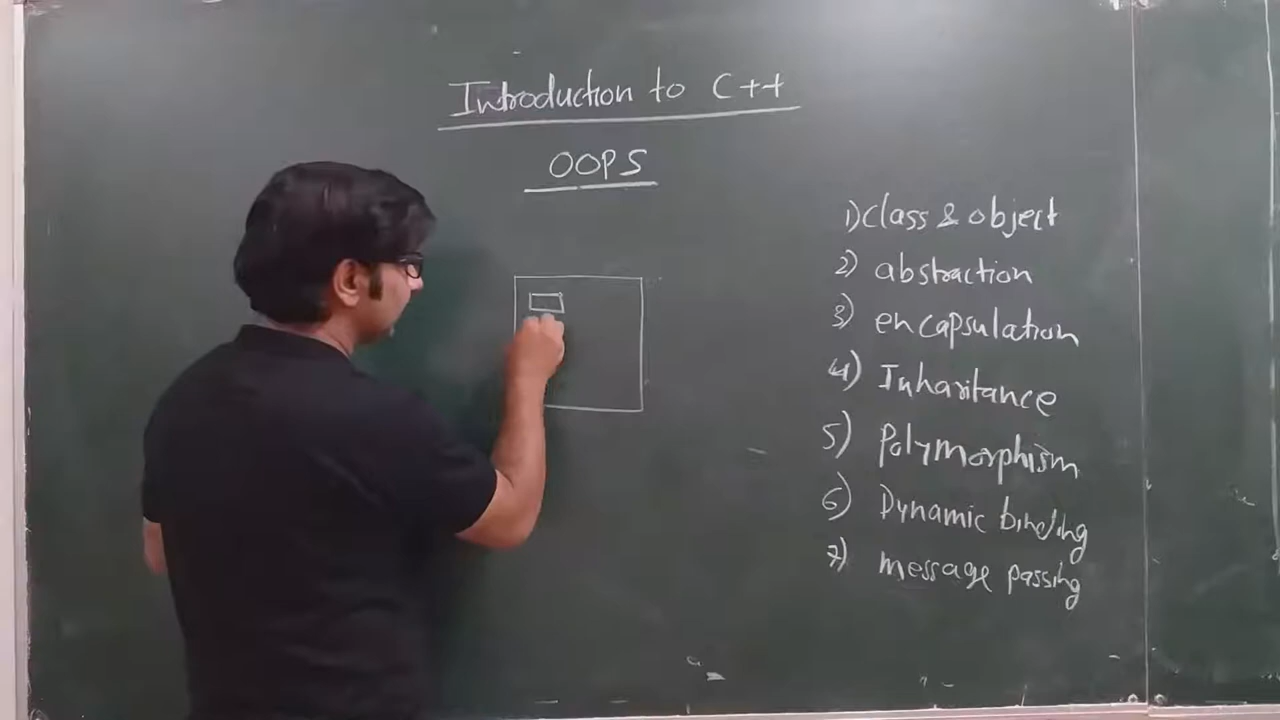 Introduction to C++
OOPS
1) class & object
2) abstraction
3) encapsulation
4) Inharitance
5) Polymorphism
6) Dynamic binding
7) message passing